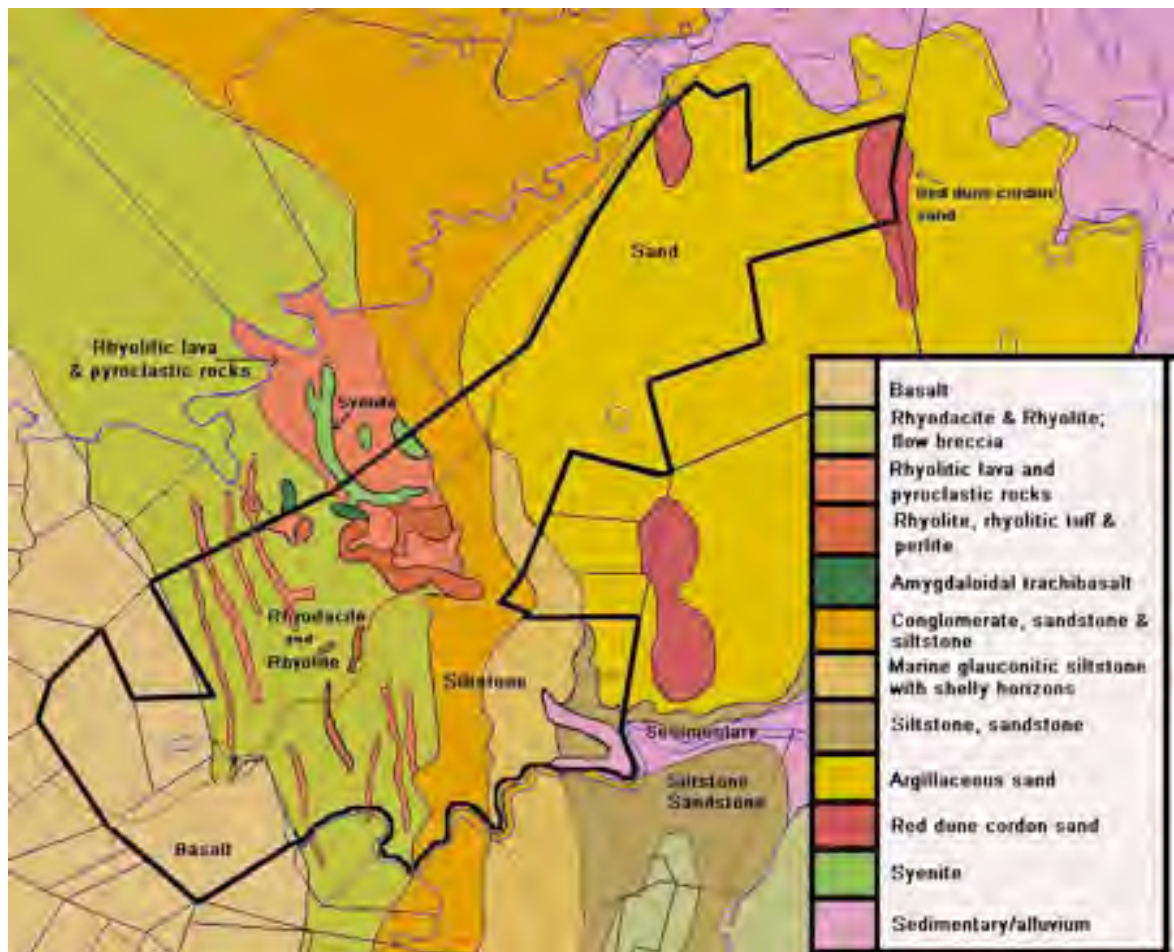 Red dune cordon
sand
Sand
Rhyolitic lava
& pyroclastic rocks
Syenite
Rhyodacite
and
Rhyolite
Siltstone
Sedimentary
Siltstone
Sandstone
Basalt
Basalt
Rhyodacite & Rhyolite;
flow breccia
Rhyolitic lava and
pyroclastic rocks
Rhyolite, rhyolitic tuff &
perlite
Amygdaloidal trachibosalt
Conglomerate, sandstone &
siltstone
Marine glauconitic siltstone
with shelly horizons
Siltstone, sandstone
Argillaceous sand
Red dune cordon sand
Syenite
Sedimentary/alluvium